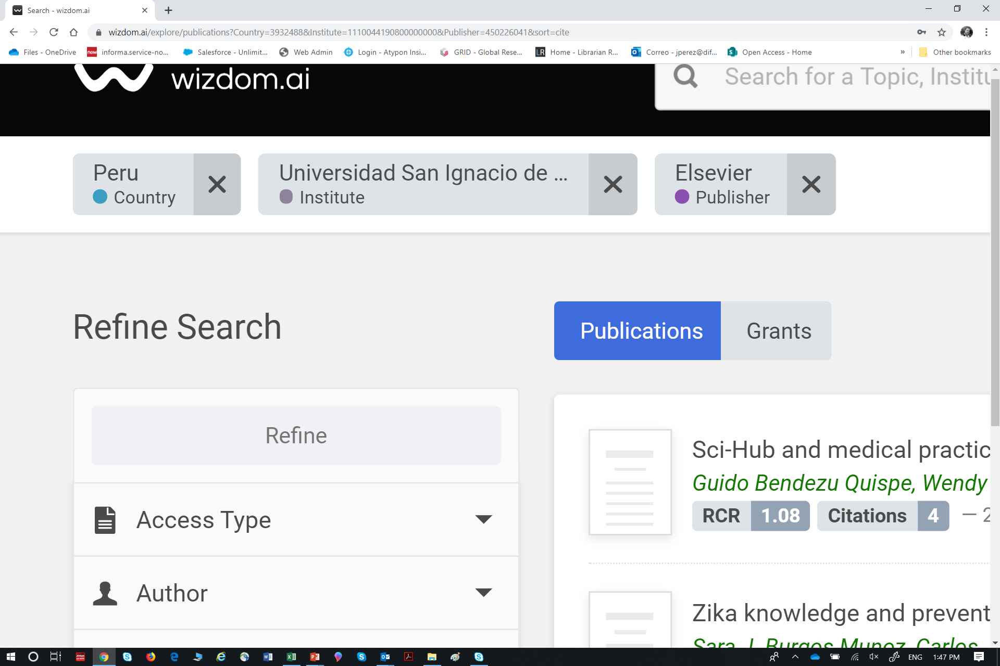 Search - wizdom.ai
wizdom.ai/explore/publications?Country=3932488&Institute=1110044190800000000&Publisher=450226041&sort=cite
Files - OneDrive
informa.service-no...
Salesforce - Unlimit...
Web Admin
Login - Atypon Insi...
GRID - Global Rese...
LR Home - Librarian R...
Correo - jperez@dif...
Open Access - Home
»
Other bookmarks
wizdom.ai
Search for a Topic, Institu
Peru
Country
Universidad San Ignacio de ...
Institute
Elsevier
Publisher
Refine Search
Publications
Grants
Refine
Access Type
Author
Sci-Hub and medical practic
Guido Bendezu Quispe, Wendy
RCR 1.08 Citations 4 — 2
Zika knowledge and prevent
Sara J. Burgos Munoz, Carlos
ENG
1:47 PM